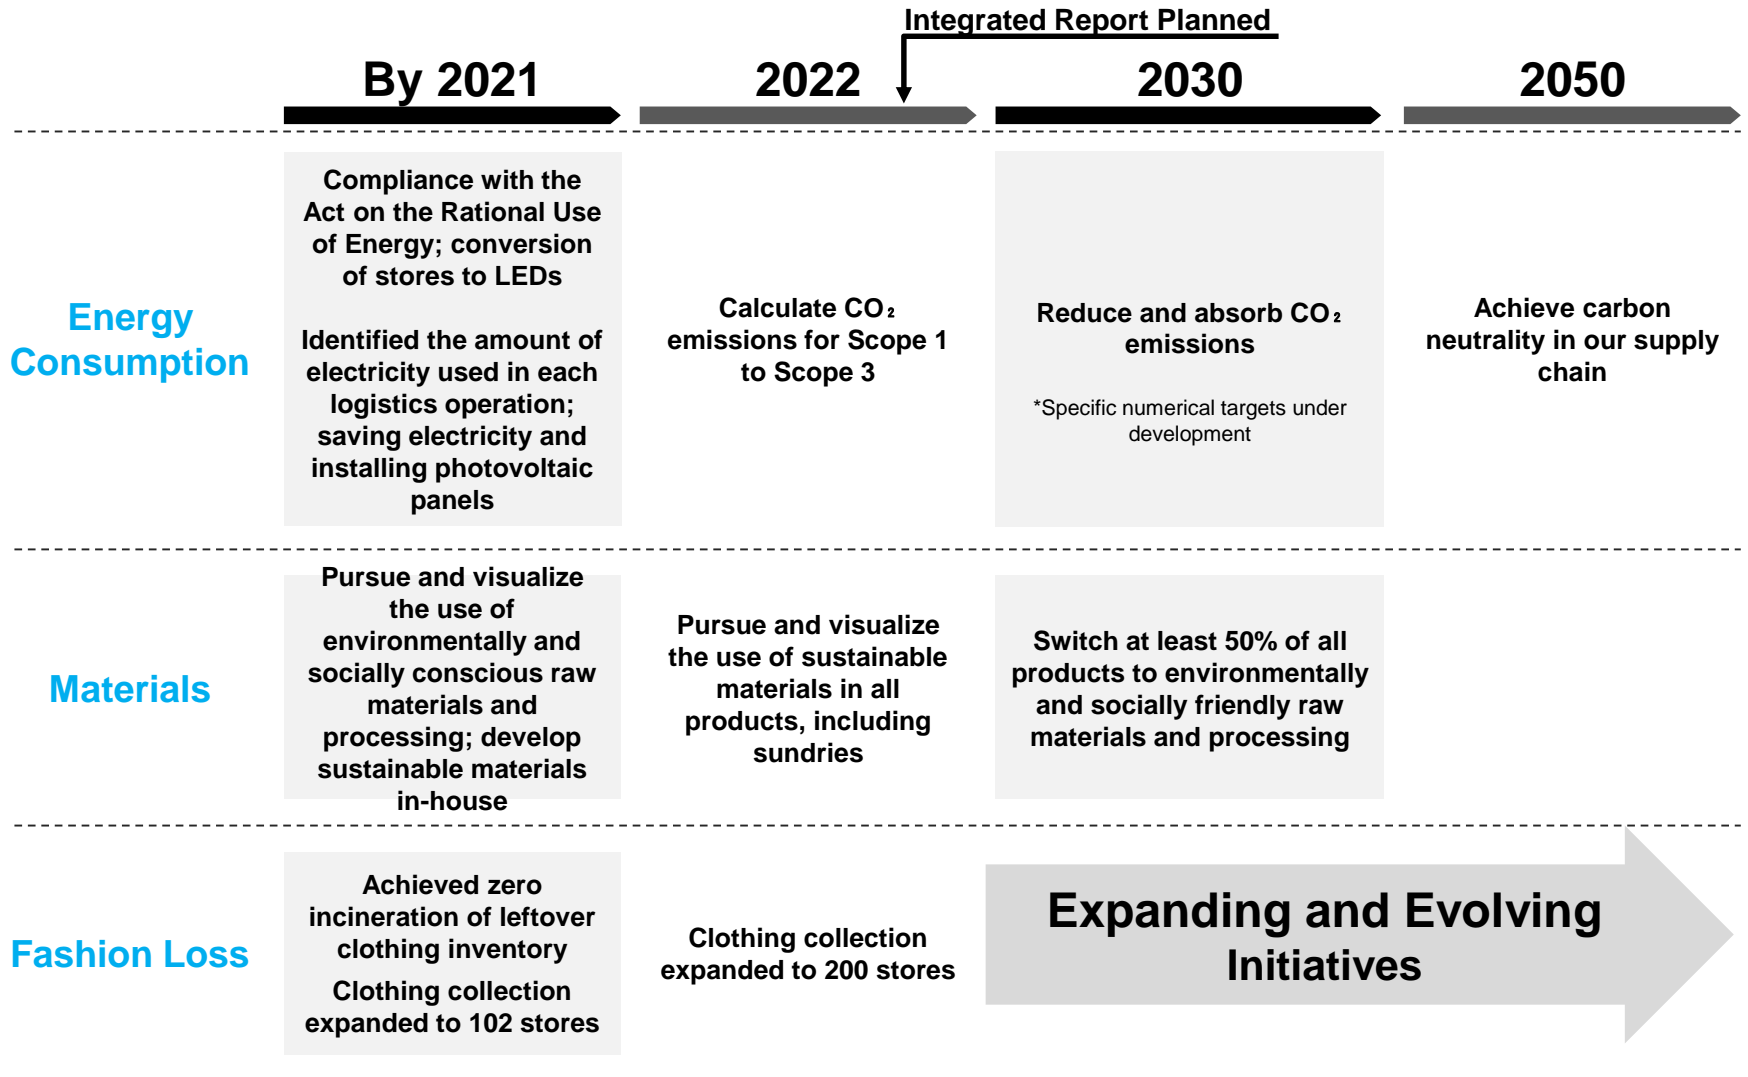 Integrated Report Planned
By 2021
2022
2030
2050
Energy
Consumption
Compliance with the
Act on the Rational Use
of Energy; conversion
of stores to LEDs
Identified the amount of
electricity used in each
logistics operation;
saving electricity and
installing photovoltaic
panels
Calculate CO₂
emissions for Scope 1
to Scope 3
Reduce and absorb CO₂
emissions
*Specific numerical targets under
development
Achieve carbon
neutrality in our supply
chain
Materials
Pursue and visualize
the use of
environmentally and
socially conscious raw
materials and
processing; develop
sustainable materials
in-house
Pursue and visualize
the use of sustainable
materials in all
products, including
sundries
Switch at least 50% of all
products to environmentally
and socially friendly raw
materials and processing
Fashion Loss
Achieved zero
incineration of leftover
clothing inventory
Clothing collection
expanded to 102 stores
Clothing collection
expanded to 200 stores
Expanding and Evolving
Initiatives